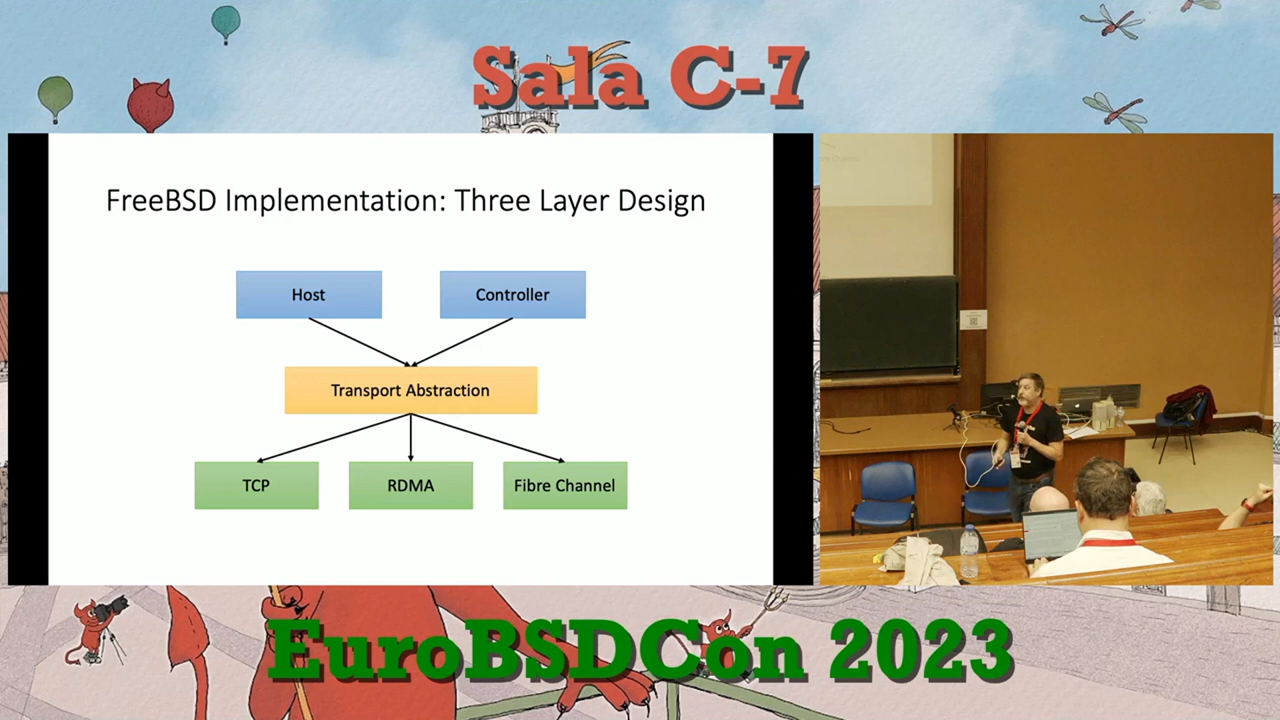 Sala C-7
FreeBSD Implementation: Three Layer Design
Host
Controller
Transport Abstraction
TCP
RDMA
Fibre Channel
EuroBSDCon 2023